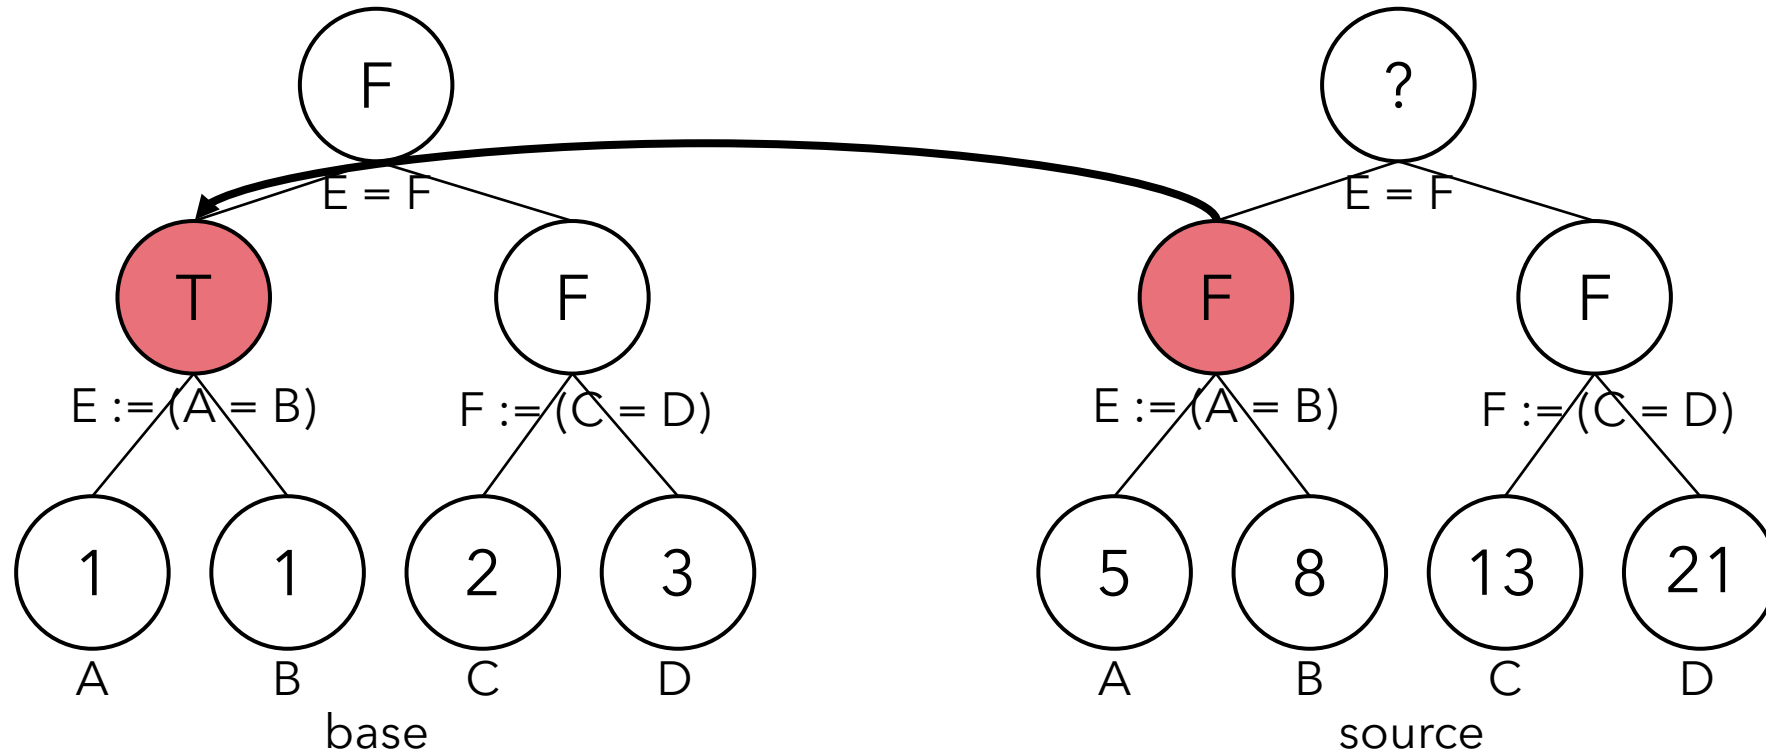 F ?
E = F E = F
T F F F
E := (A = B) F := (C = D) E := (A = B) F := (C = D)
1 1 2 3 5 8 13 21
A B C D A B C D
base source